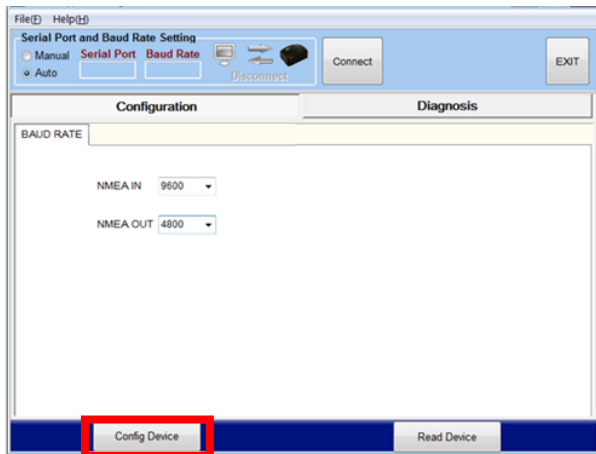 File(F) Help(H)
Serial Port and Baud Rate Setting
Manual Serial Port Baud Rate
Auto
Disconnect
Connect
EXIT
Configuration Diagnosis
BAUD RATE
NMEA IN 9600
NMEA OUT 4800
Config Device Read Device